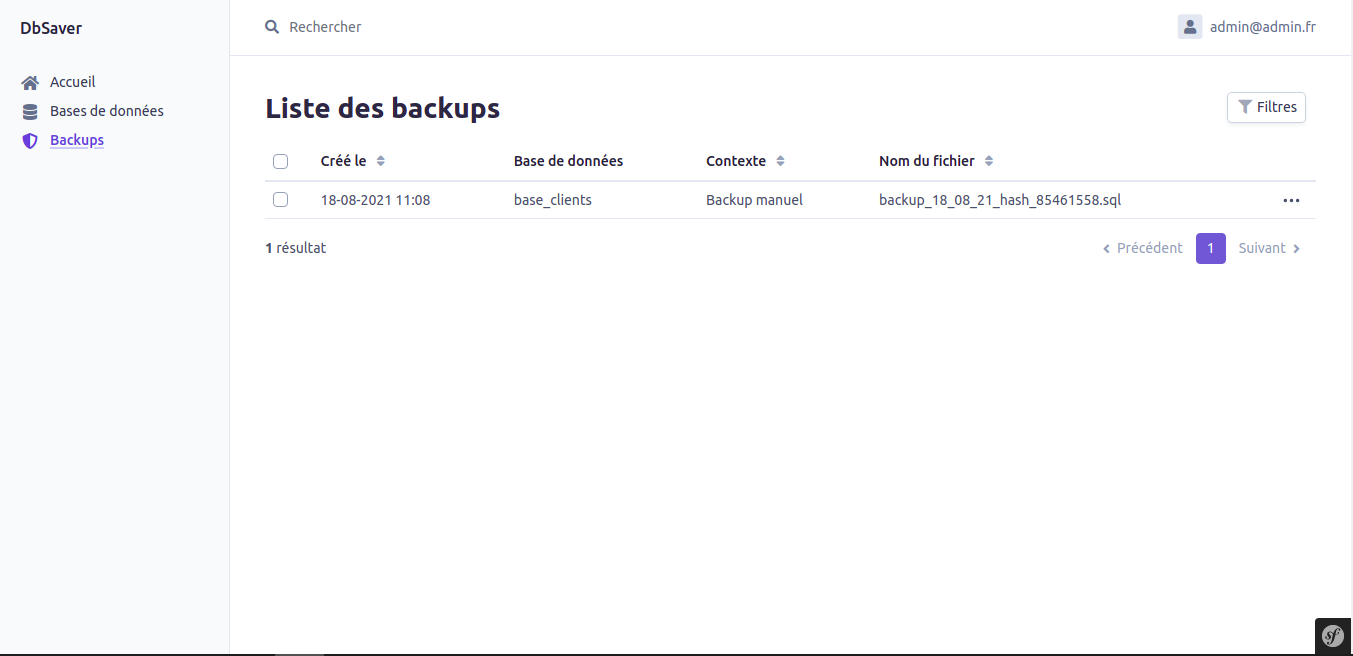 DbSaver
Rechercher
admin@admin.fr
Accueil
Bases de données
Backups
Liste des backups
Filtres
Créé le Base de données Contexte Nom du fichier
18-08-2021 11:08 base_clients Backup manuel backup_18_08_21_hash_85461558.sql
1 résultat
Précédent 1 Suivant
sf